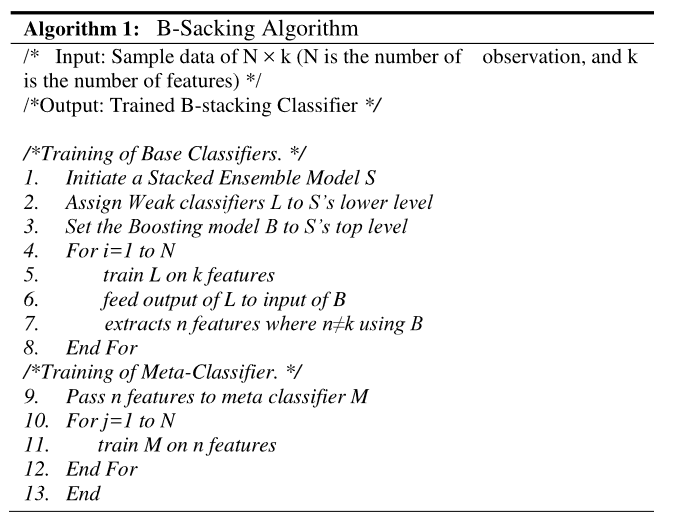 Algorithm 1: B-Sacking Algorithm
/* Input: Sample data of N × k (N is the number of observation, and k
is the number of features) */
/*Output: Trained B-stacking Classifier */
/*Training of Base Classifiers. */
1. Initiate a Stacked Ensemble Model S
2. Assign Weak classifiers L to S's lower level
3. Set the Boosting model B to S's top level
4. For i=1 to N
5. train L on k features
6. feed output of L to input of B
7. extracts n features where n≠k using B
8. End For
/*Training of Meta-Classifier. */
9. Pass n features to meta classifier M
10. For j=1 to N
11. train M on n features
12. End For
13. End